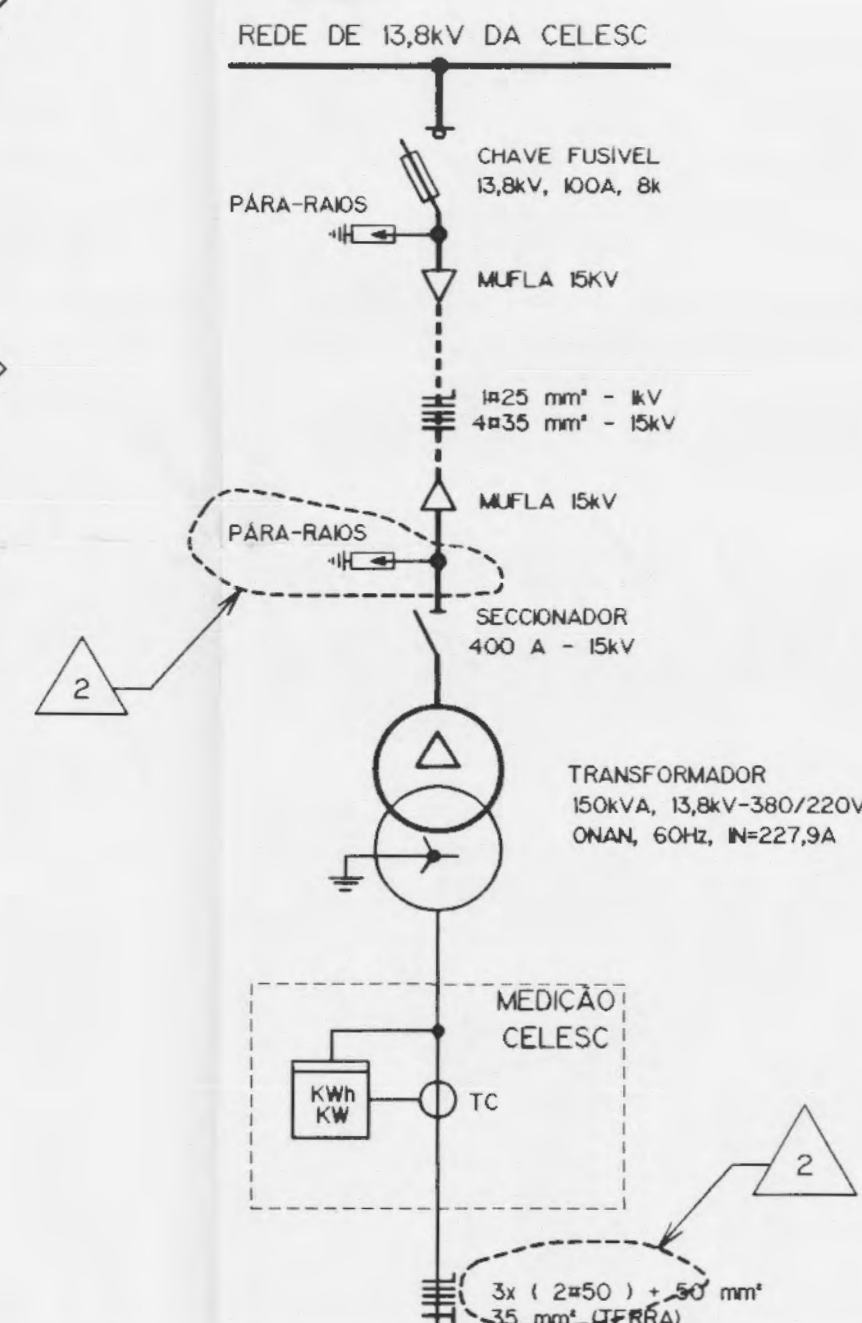 REDE DE 13,8kV DA CELESC
CHAVE FUSÍVEL
13,8kV, 100A, 8k
PÁRA-RAIOS
MUFLA 15KV
1#25 mm² - 1kV
4#35 mm² - 15kV
MUFLA 15kV
PÁRA-RAIOS
SECCIONADOR
400 A - 15kV
2
TRANSFORMADOR
150kVA, 13,8kV-380/220V
ONAN, 60Hz, IN=227,9A
MEDIÇÃO
CELESC
KWh
KW
TC
2
3x ( 2#50 ) + 50 mm²
35 mm² (TERRA)